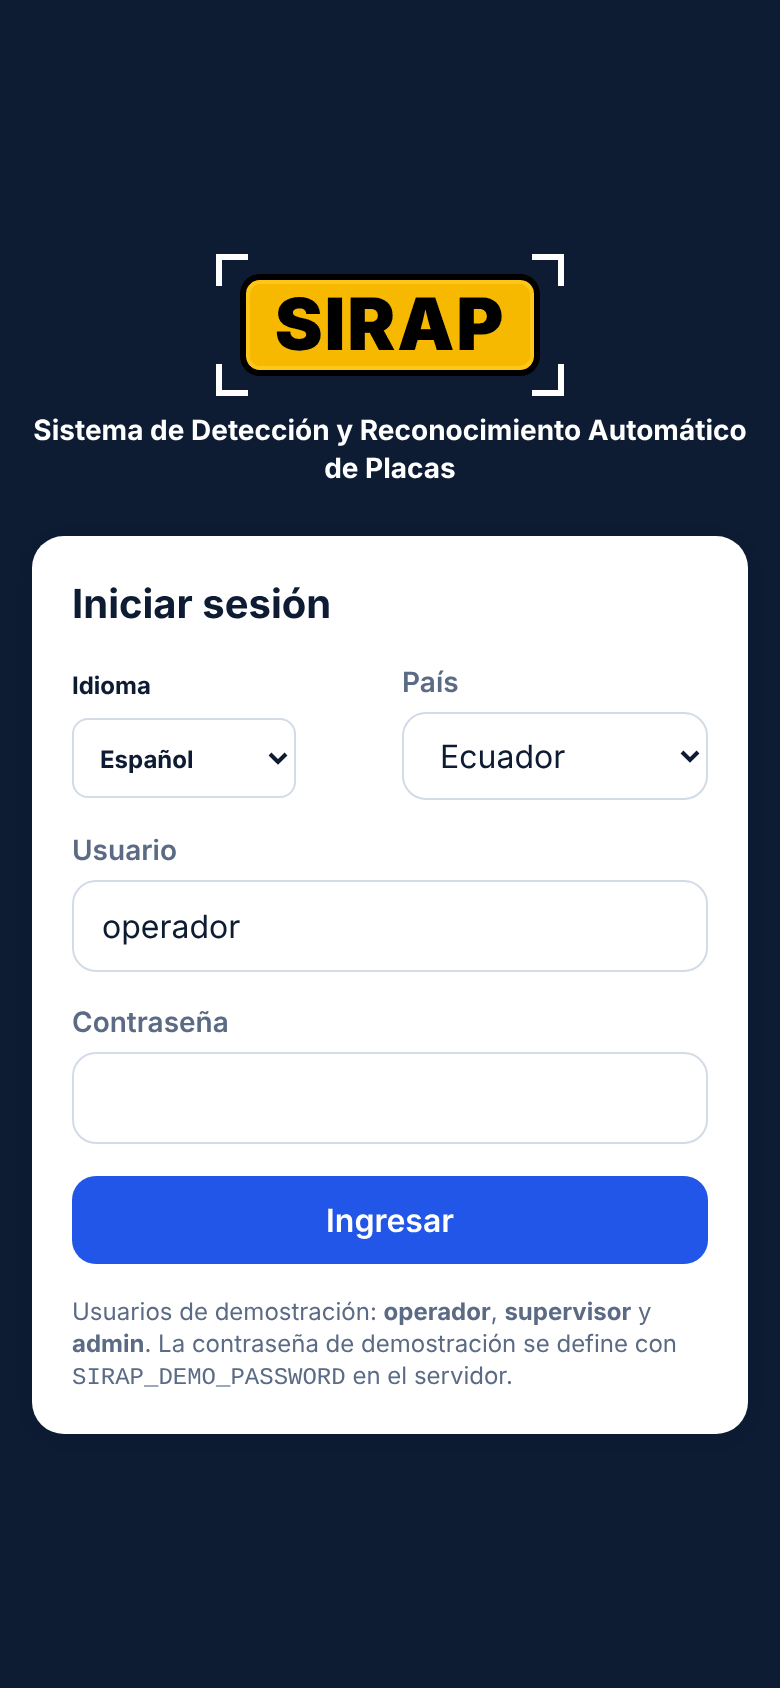 SIRAP
Sistema de Detección y Reconocimiento Automático
de Placas
Iniciar sesión
Idioma
País
Español
Ecuador
Usuario
operador
Contraseña
Ingresar
Usuarios de demostración: operador, supervisor y
admin. La contraseña de demostración se define con
SIRAP_DEMO_PASSWORD en el servidor.